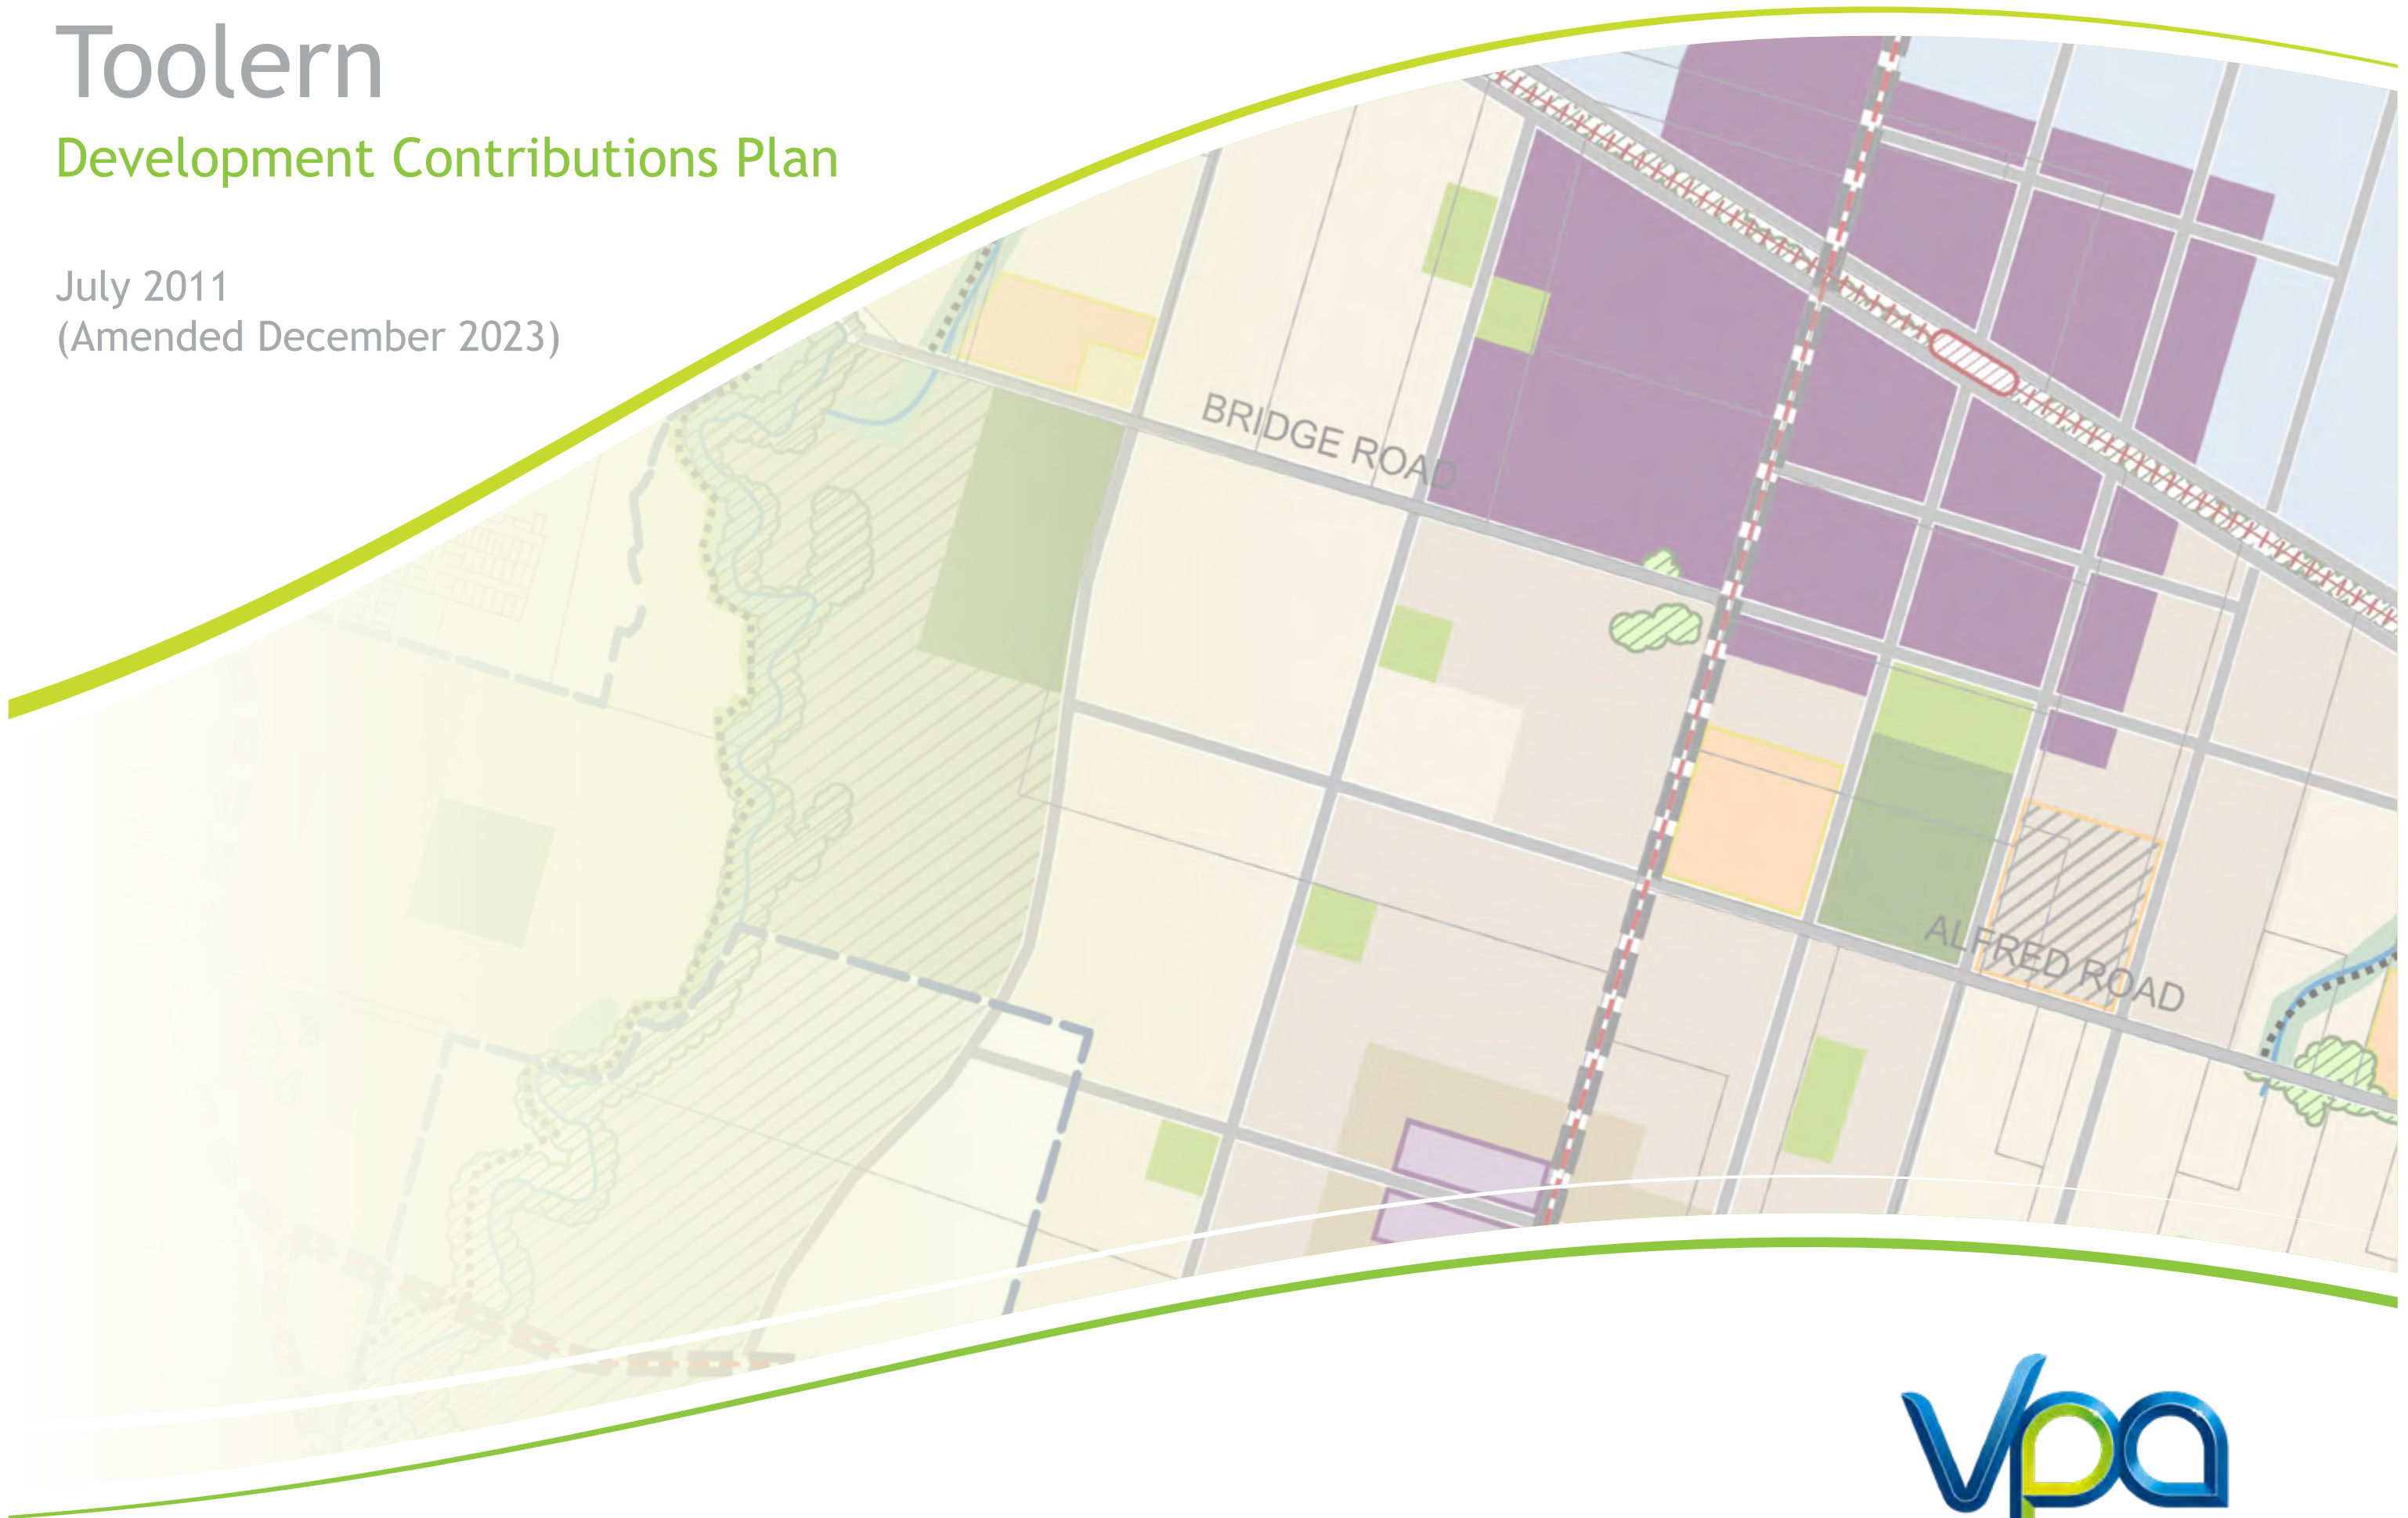 Toolern
Development Contributions Plan
July 2011
(Amended December 2023)
BRIDGE ROAD
ALFRED ROAD
vpa